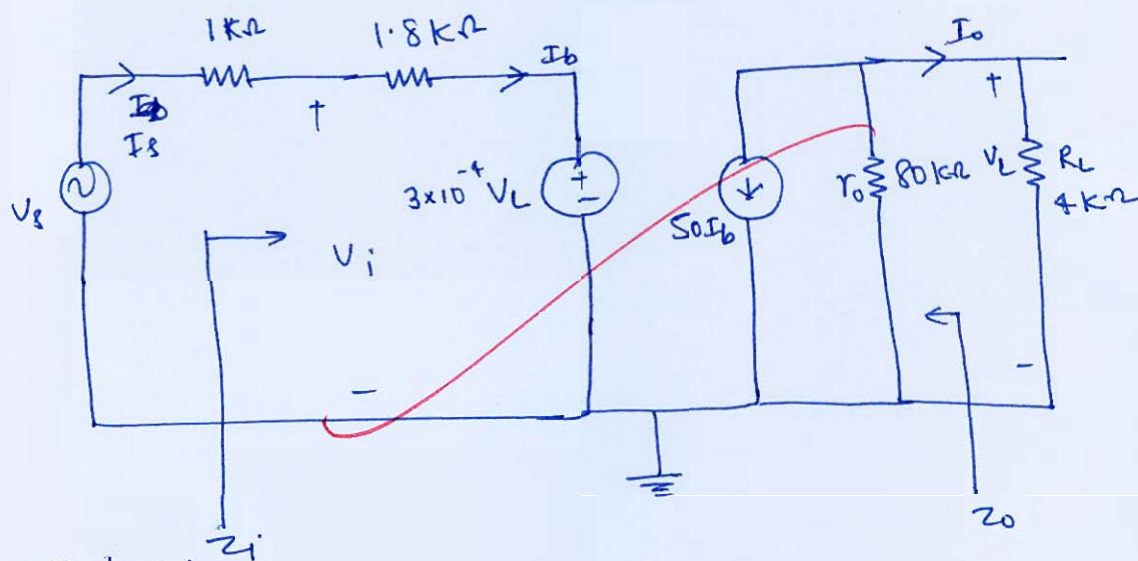 1KΩ 1.8KΩ Ib Io
+ +
Is
Vs 3×10⁻⁴ VL + - 50Ib ro 80KΩ VL RL
4KΩ
Vi
- -
Zi Zo